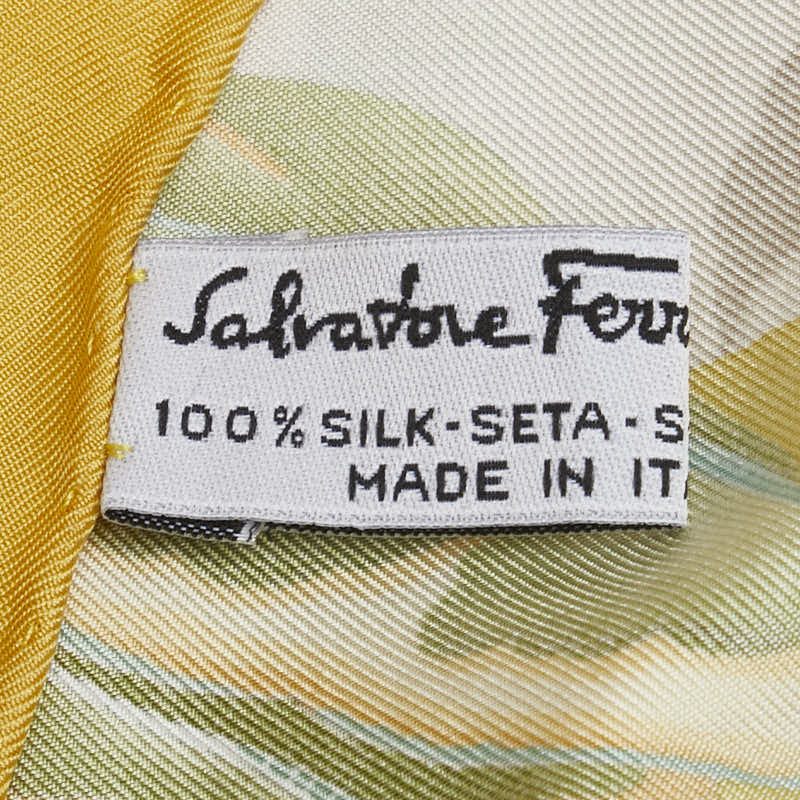 Salvatore Ferr
100% SILK-SETA-S
MADE IN IT